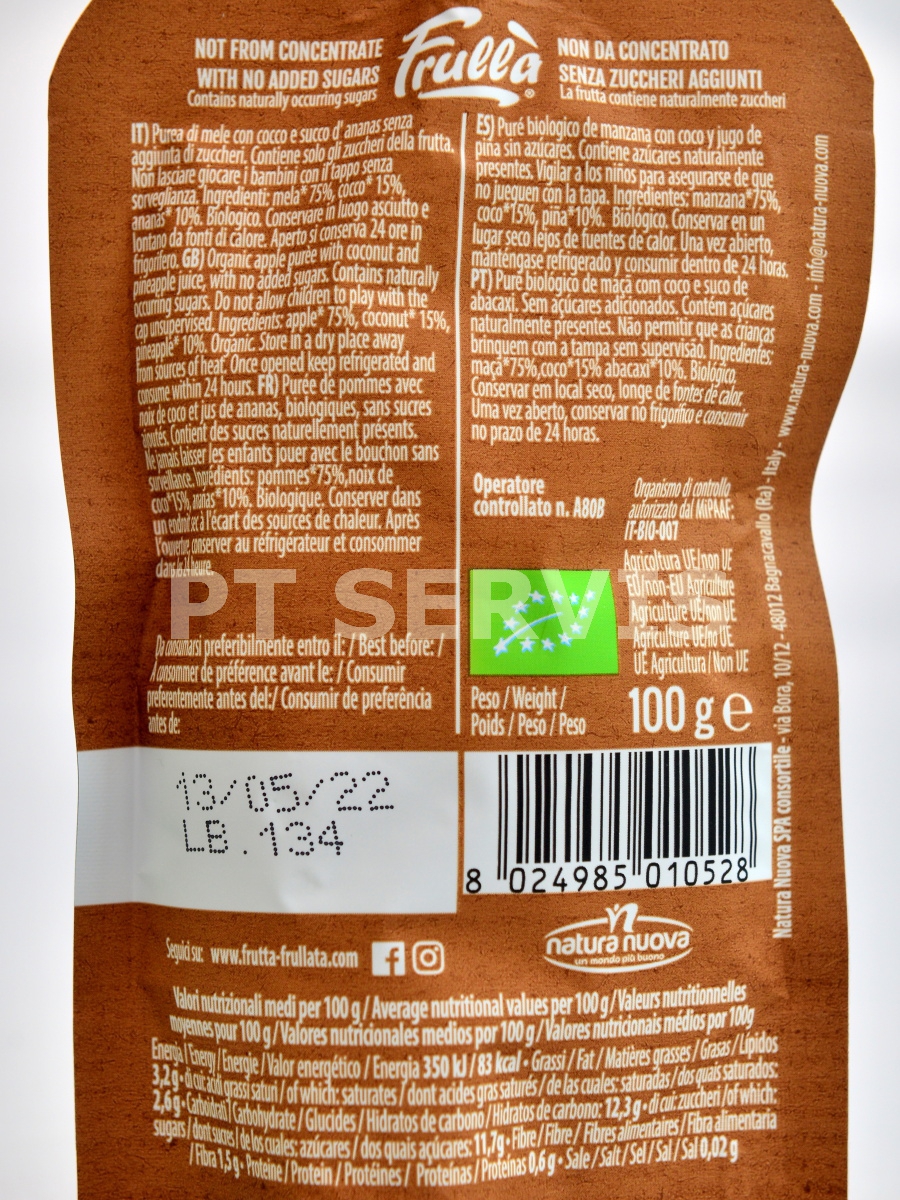 NOT FROM CONCENTRATE
WITH NO ADDED SUGARS
Contains naturally occurring sugars
Frullà
®
NON DA CONCENTRATO
SENZA ZUCCHERI AGGIUNTI
La frutta contiene naturalmente zuccheri
IT) Purea di mele con cocco e succo d'ananas senza
aggiunta di zuccheri. Contiene solo gli zuccheri della frutta.
Non lasciare giocare i bambini con il tappo senza
sorveglianza. Ingredienti: mela* 75%, cocco* 15%,
ananas* 10%. Biologico. Conservare in luogo asciutto e
lontano da fonti di calore. Aperto si conserva 24 ore in
frigorifero. GB) Organic apple purée with coconut and
pineapple juice, with no added sugars. Contains naturally
occurring sugars. Do not allow children to play with the
cap unsupervised. Ingredients: apple* 75%, coconut* 15%,
pineapple* 10%. Organic. Store in a dry place away
from sources of heat. Once opened keep refrigerated and
consume within 24 hours. FR) Purée de pommes avec
noix de coco et jus de ananas, biologiques, sans sucres
ajoutés. Contient des sucres naturellement présents.
Ne jamais laisser les enfants jouer avec le bouchon sans
surveillance. Ingrédients: pommes*75%,noix de
coco*15%, ananas*10%. Biologique. Conserver dans
un endroit sec à l'écart des sources de chaleur. Après
l'ouverture, conserver au réfrigérateur et consommer
dans les 24 heure.
ES) Puré biologico de manzana con coco y jugo de
piña sin azúcares. Contiene azúcares naturalmente
presentes. Vigilar a los niños para asegurarse de que
no jueguen con la tapa. Ingredientes: manzana*75%,
coco*15%, piña*10%. Biológico. Conservar en un
lugar seco lejos de fuentes de calor. Una vez abierto,
manténgase refrigerado y consumir dentro de 24 horas.
PT) Puré biológico de maçã com coco e suco de
abacaxi. Sem açúcares adicionados. Contém açúcares
naturalmente presentes. Não permitir que as crianças
brinquem com a tampa sem supervisão. Ingredientes:
maçã*75%,coco*15% abacaxi*10%. Biológico.
Conservar em local seco, longe de fontes de calor.
Uma vez aberto, conservar no frigorífico e consumir
no prazo de 24 horas.
Operatore
controllato n. A80B
Organismo di controllo
autorizzato dal MiPAAF:
IT-BIO-007
Agricoltura UE/non UE
EU/non-EU Agriculture
Agriculture UE/non UE
Agriculture UE/no UE
UE Agricultura/Non UE
PT SERVI
Da consumarsi preferibilmente entro il: / Best before: /
A consommer de préférence avant le: / Consumir
preferentemente antes del:/ Consumir de preferência
antes de:
Peso / Weight /
Poids / Peso / Peso
100 g e
13/05/22
LB.134
8 024985 010528
Natura Nuova SPA consortile - via Bora, 10/12 - 48012 Bagnacavallo (Ra) - Italy - www.natura-nuova.com - info@natura-nuova.com
Seguici su: www.frutta-frullata.com
natura nuova
un mondo più buono
Valori nutrizionali medi per 100 g / Average nutritional values per 100 g / Valeurs nutritionnelles
moyennes pour 100 g / Valores nutricionales medios por 100 g / Valores nutricionais médios por 100g
Energia / Energy / Energie / Valor energético / Energia 350 kJ / 83 kcal • Grassi / Fat / Matières grasses / Grasas / Lípidos
3,2g • di cui: acidi grassi saturi / of which: saturates / dont acides gras saturés / de las cuales: saturadas / dos quais saturados:
2,6g • Carboidrati / Carbohydrate / Glucides / Hidratos de carbono / Hidratos de carbono: 12,3g • di cui: zuccheri /of which:
sugars / dont sucres / de los cuales: azúcares / dos quais açúcares: 11,7g • Fibre / Fibre / Fibres alimentaires / Fibra alimentaria
/ Fibra 1,5g • Proteine / Protein / Protéines / Proteínas / Proteínas 0,6g • Sale / Salt / Sel / Sal / Sal 0,02 g